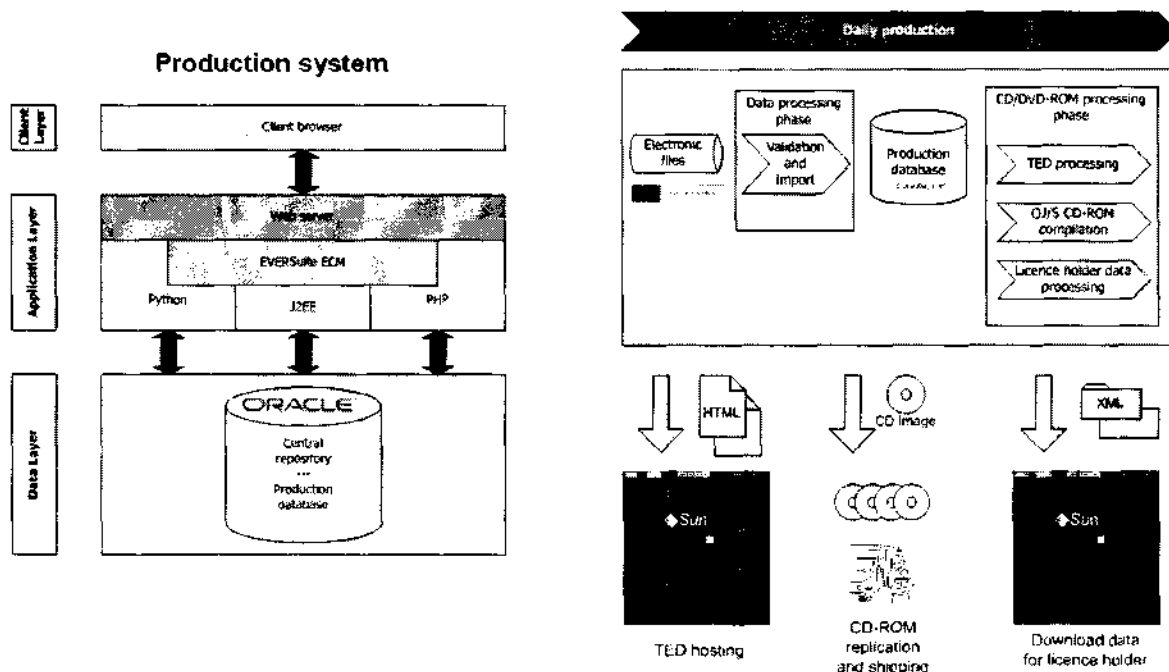 Production system
Client Layer
Client browser
Application Layer
Web server
EVERSuite ECM
Python
J2EE
PHP
Data Layer
ORACLE
Central
repository
...
Production
database
Daily production
Electronic
files
Data processing
phase
Validation
and
import
Production
database
CD/DVD-ROM processing
phase
TED processing
OJ/S CD-ROM
compilation
Licence holder data
processing
HTML
CD image
XML
Sun
Sun
TED hosting
CD-ROM
replication
and shipping
Download data
for licence holder